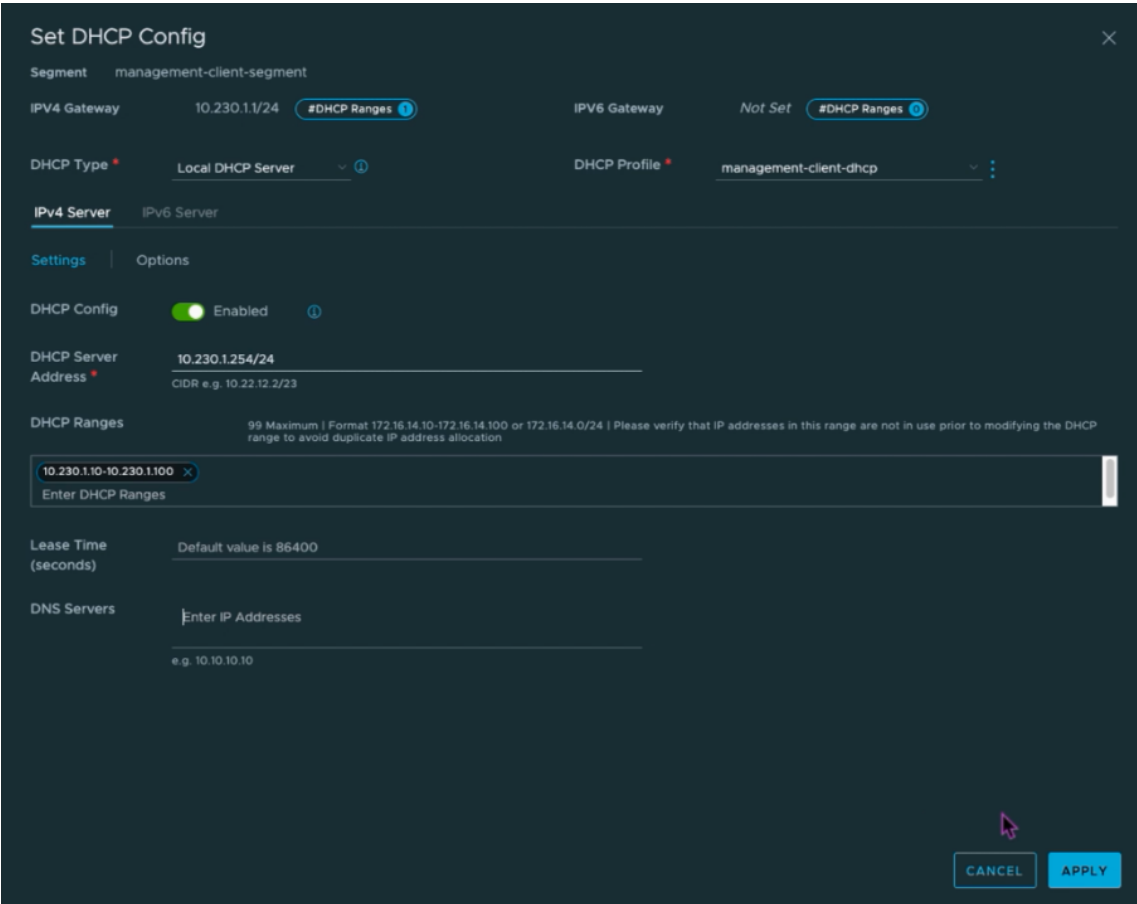 Set DHCP Config
Segment management-client-segment
IPV4 Gateway 10.230.1.1/24 #DHCP Ranges 1 IPV6 Gateway Not Set #DHCP Ranges 0
DHCP Type * Local DHCP Server DHCP Profile * management-client-dhcp
IPv4 Server IPv6 Server
Settings Options
DHCP Config Enabled
DHCP Server
Address * 10.230.1.254/24
CIDR e.g. 10.22.12.2/23
DHCP Ranges 99 Maximum | Format 172.16.14.10-172.16.14.100 or 172.16.14.0/24 | Please verify that IP addresses in this range are not in use prior to modifying the DHCP
range to avoid duplicate IP address allocation
10.230.1.10-10.230.1.100
Enter DHCP Ranges
Lease Time
(seconds) Default value is 86400
DNS Servers Enter IP Addresses
e.g. 10.10.10.10
CANCEL APPLY